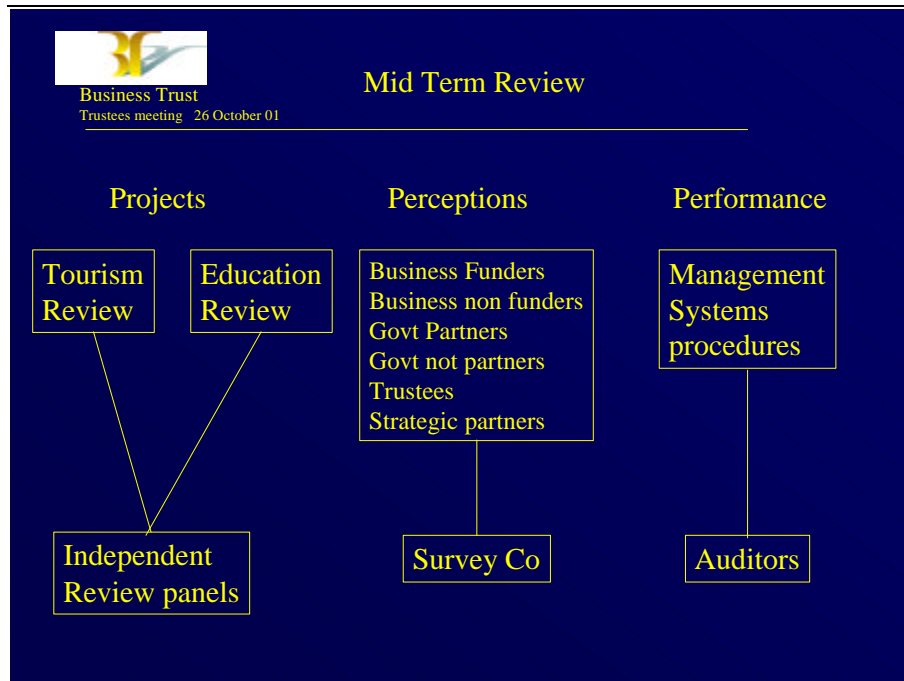 Business Trust
Trustees meeting 26 October 01
Mid Term Review
Projects
Perceptions
Performance
Tourism
Review
Education
Review
Business Funders
Business non funders
Govt Partners
Govt not partners
Trustees
Strategic partners
Management
Systems
procedures
Independent
Review panels
Survey Co
Auditors